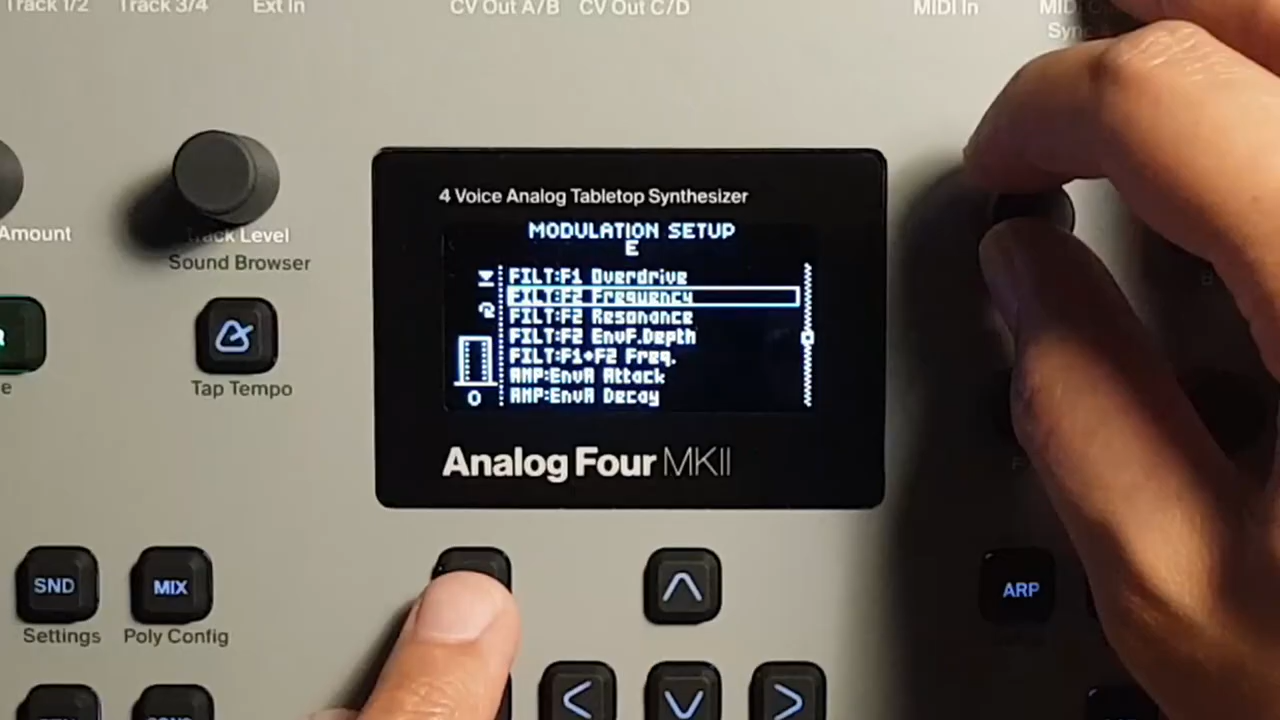 Track 1/2 Track 3/4 Ext In CV Out A/B CV Out C/D MIDI In
Sync A
4 Voice Analog Tabletop Synthesizer
MODULATION SETUP
E
FILT:F1 Overdrive
FILT:F2 Frequency
FILT:F2 Resonance
FILT:F2 EnvF.Depth
FILT:F1+F2 Freq.
AMP:EnvA Attack
AMP:EnvA Decay
0
Analog Four MKII
Amount
Track Level
Sound Browser
Tap Tempo
SND MIX
Settings Poly Config
ARP